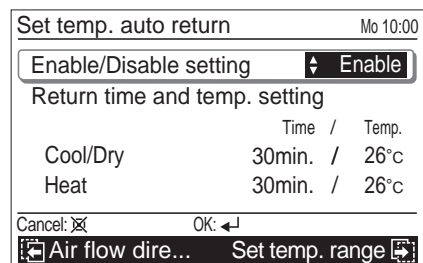 Set temp. auto return Mo 10:00
Enable/Disable setting Enable
Return time and temp. setting
Time / Temp.
Cool/Dry 30min. / 26°C
Heat 30min. / 26°C
Cancel: OK:
Air flow dire... Set temp. range